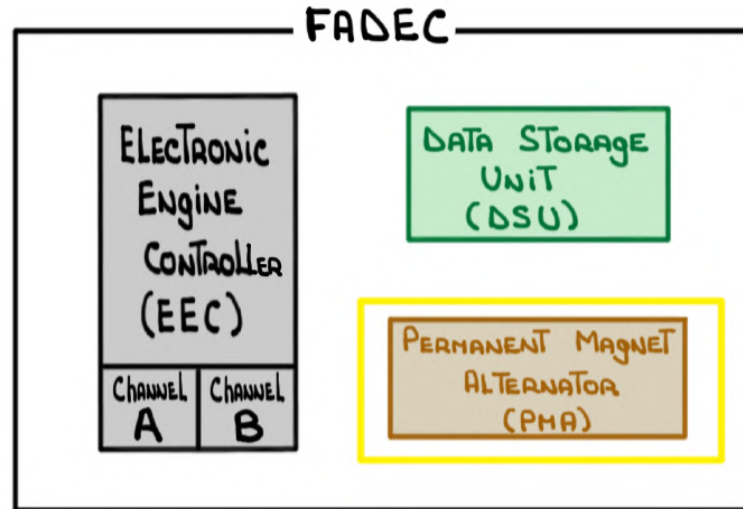 FADEC
ELECTRONIC
ENGINE
CONTROLLER
(EEC)
CHANNEL
A
CHANNEL
B
DATA STORAGE
UNIT
(DSU)
PERMANENT MAGNET
ALTERNATOR
(PMA)